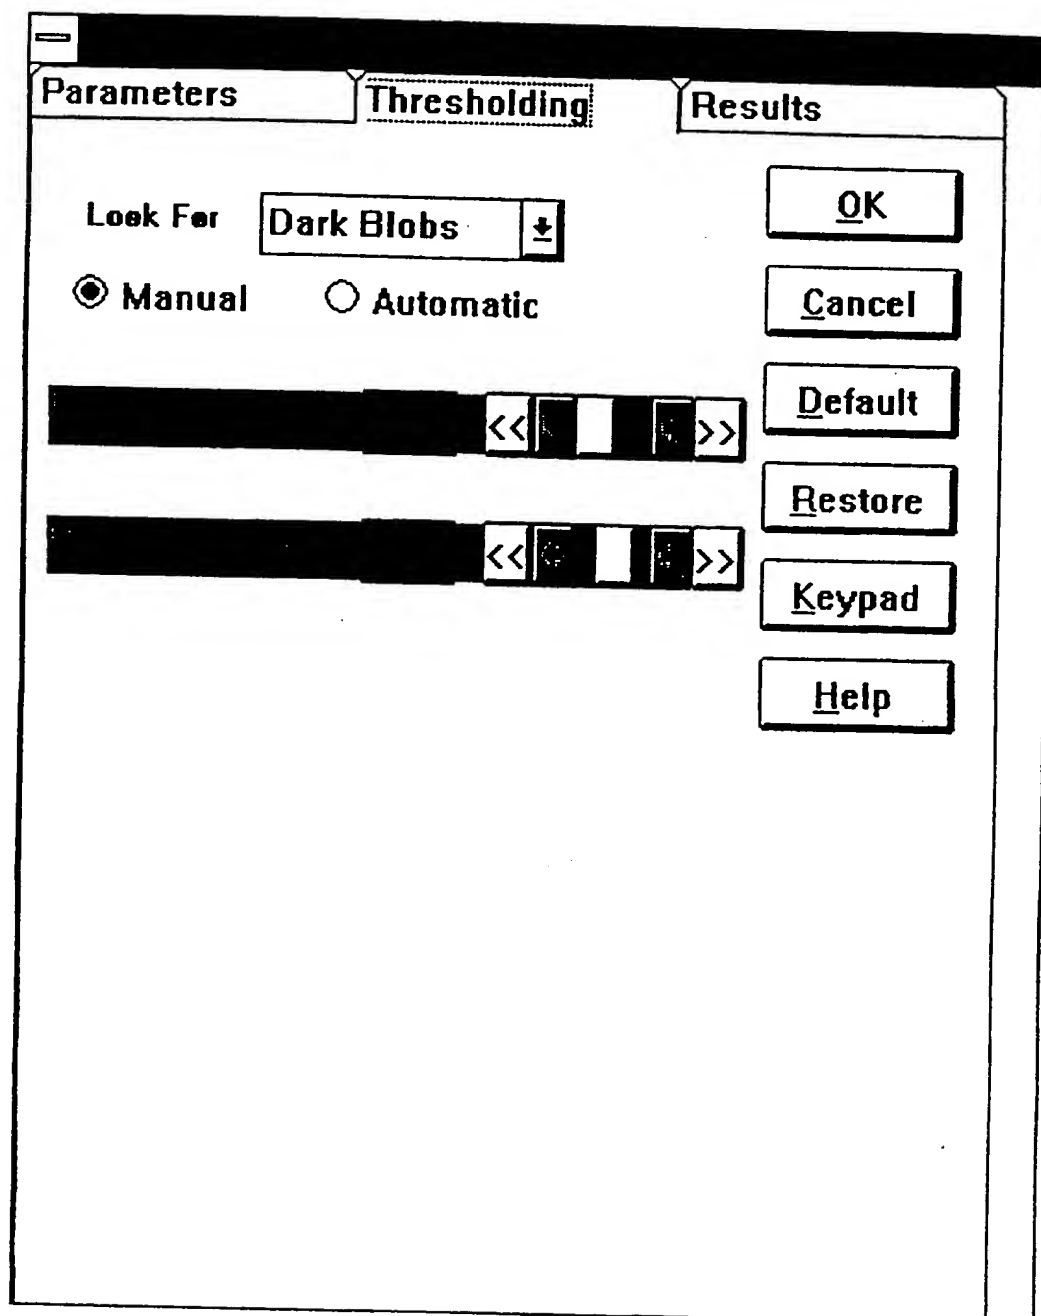 Parameters Thresholding Results
Look For Dark Blobs
Manual Automatic
<< >>
<< >>
OK
Cancel
Default
Restore
Keypad
Help